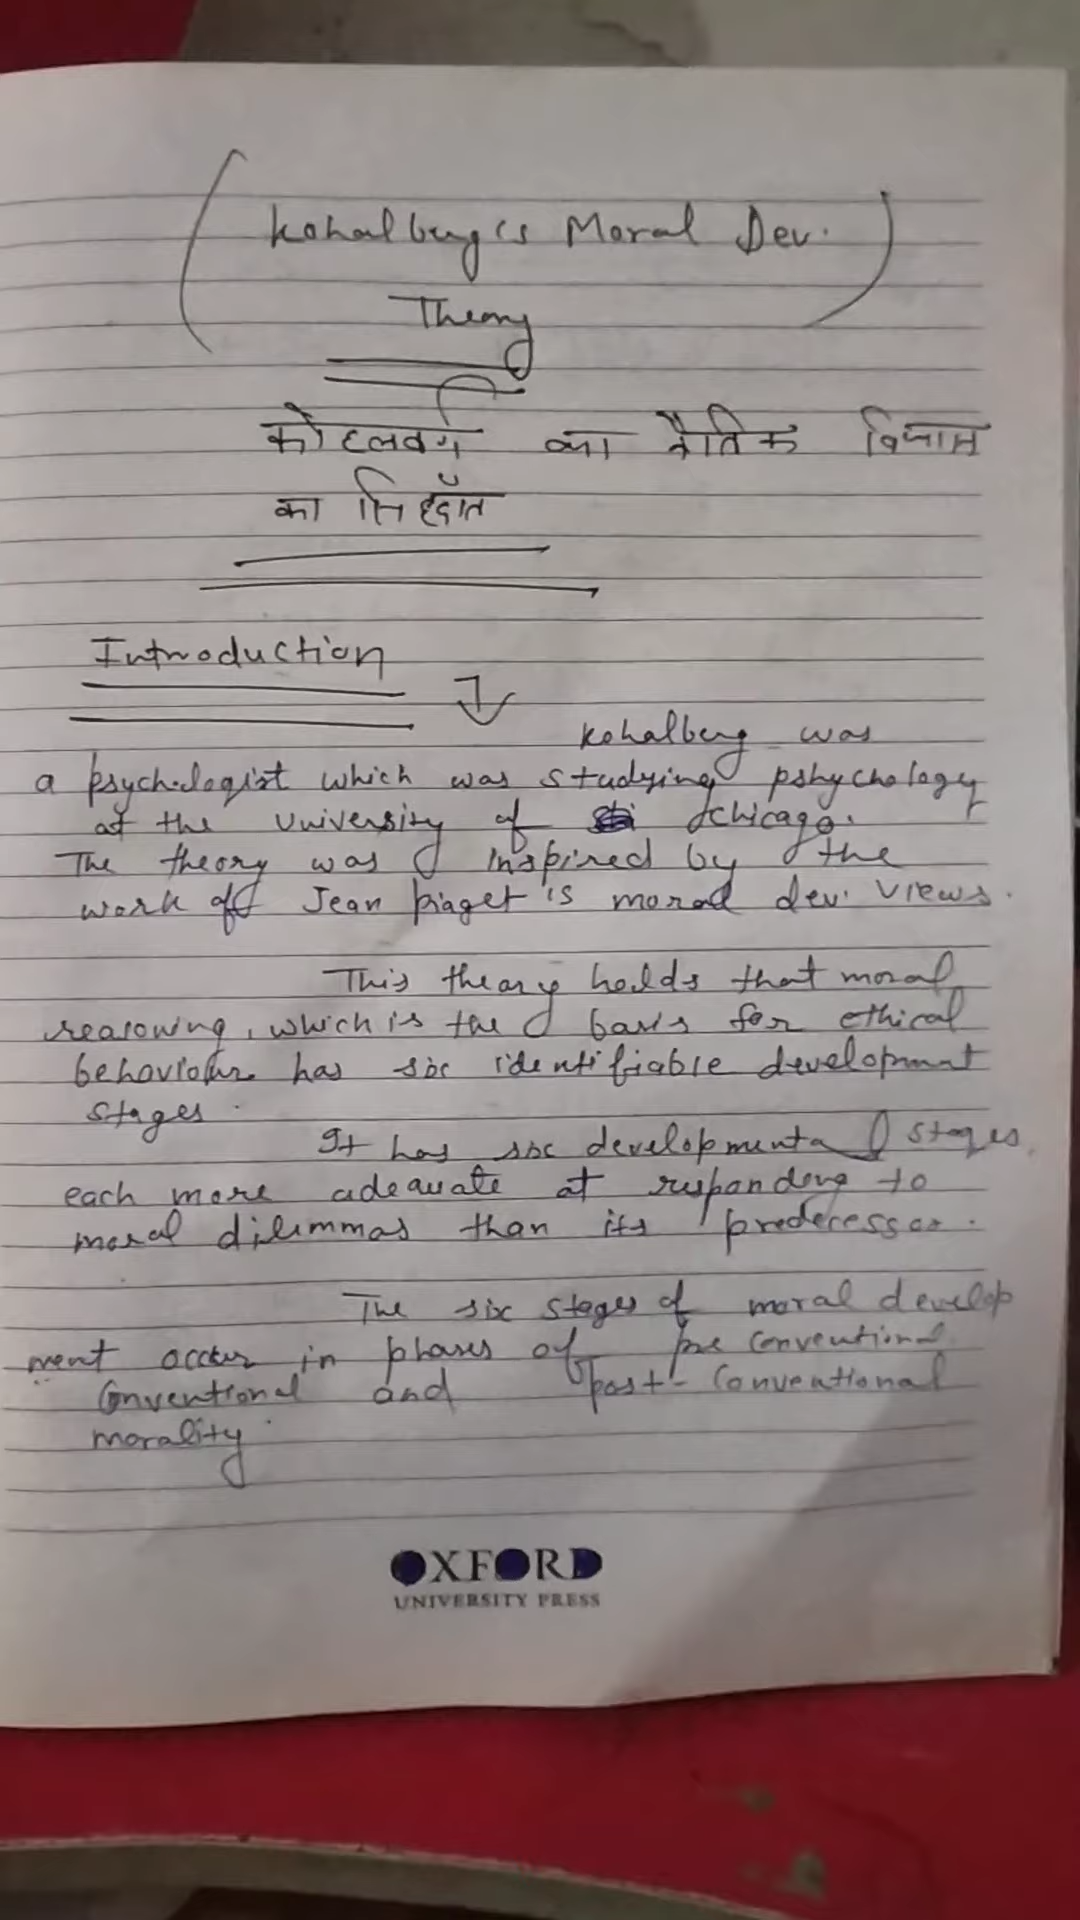 Kohalberg's Moral Dev.
Theory
कोहलवर्ग का नैतिक विकास
का सिद्दाँत
Introduction
Kohalberg was
a psychologist which was studying pshychology
at the University of Chicago.
The theory was inspired by the
work of Jean piaget's moral dev. views.
This theory holds that moral
reasoning, which is the basis for ethical
behaviour has six identifiable development
stages.
It has six developmental stages,
each more adequate at responding to
moral dilemmas than its predecessor.
The six stages of moral develop
ment occur in phases of pre conventional
Conventional and post-conventional
morality.
OXFORD
UNIVERSITY PRESS